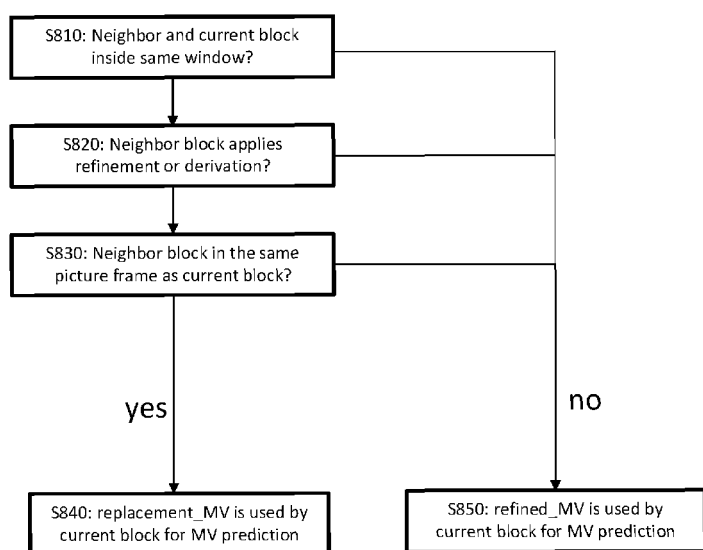 S810: Neighbor and current block
inside same window?
S820: Neighbor block applies
refinement or derivation?
S830: Neighbor block in the same
picture frame as current block?
yes
no
S840: replacement_MV is used by
current block for MV prediction
S850: refined_MV is used by
current block for MV prediction